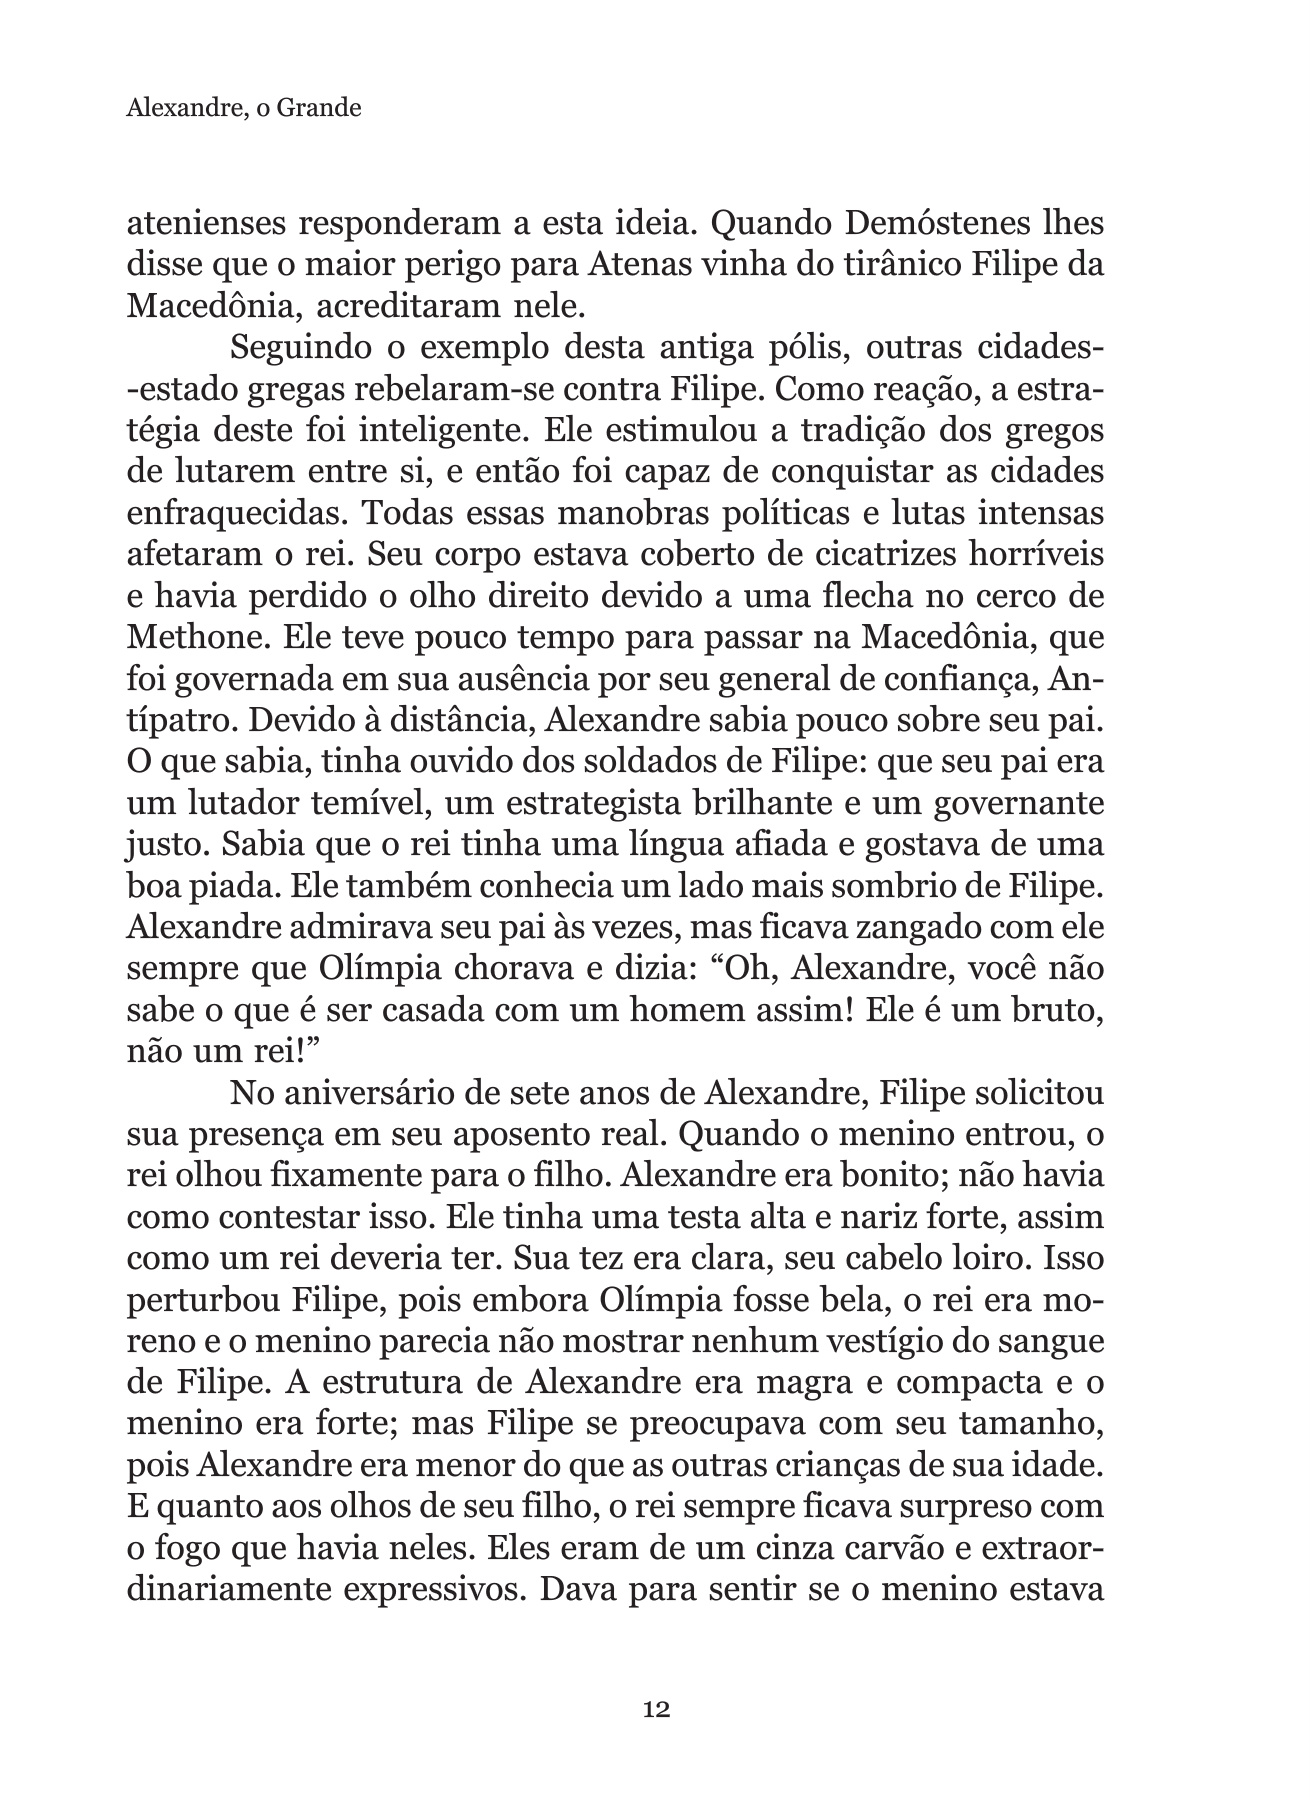 Alexandre, o Grande
atenienses responderam a esta ideia. Quando Demóstenes lhes
disse que o maior perigo para Atenas vinha do tirânico Filipe da
Macedônia, acreditaram nele.
Seguindo o exemplo desta antiga pólis, outras cidades-
-estado gregas rebelaram-se contra Filipe. Como reação, a estra-
tégia deste foi inteligente. Ele estimulou a tradição dos gregos
de lutarem entre si, e então foi capaz de conquistar as cidades
enfraquecidas. Todas essas manobras políticas e lutas intensas
afetaram o rei. Seu corpo estava coberto de cicatrizes horríveis
e havia perdido o olho direito devido a uma flecha no cerco de
Methone. Ele teve pouco tempo para passar na Macedônia, que
foi governada em sua ausência por seu general de confiança, An-
típatro. Devido à distância, Alexandre sabia pouco sobre seu pai.
O que sabia, tinha ouvido dos soldados de Filipe: que seu pai era
um lutador temível, um estrategista brilhante e um governante
justo. Sabia que o rei tinha uma língua afiada e gostava de uma
boa piada. Ele também conhecia um lado mais sombrio de Filipe.
Alexandre admirava seu pai às vezes, mas ficava zangado com ele
sempre que Olímpia chorava e dizia: “Oh, Alexandre, você não
sabe o que é ser casada com um homem assim! Ele é um bruto,
não um rei!”
No aniversário de sete anos de Alexandre, Filipe solicitou
sua presença em seu aposento real. Quando o menino entrou, o
rei olhou fixamente para o filho. Alexandre era bonito; não havia
como contestar isso. Ele tinha uma testa alta e nariz forte, assim
como um rei deveria ter. Sua tez era clara, seu cabelo loiro. Isso
perturbou Filipe, pois embora Olímpia fosse bela, o rei era mo-
reno e o menino parecia não mostrar nenhum vestígio do sangue
de Filipe. A estrutura de Alexandre era magra e compacta e o
menino era forte; mas Filipe se preocupava com seu tamanho,
pois Alexandre era menor do que as outras crianças de sua idade.
E quanto aos olhos de seu filho, o rei sempre ficava surpreso com
o fogo que havia neles. Eles eram de um cinza carvão e extraor-
dinariamente expressivos. Dava para sentir se o menino estava
12